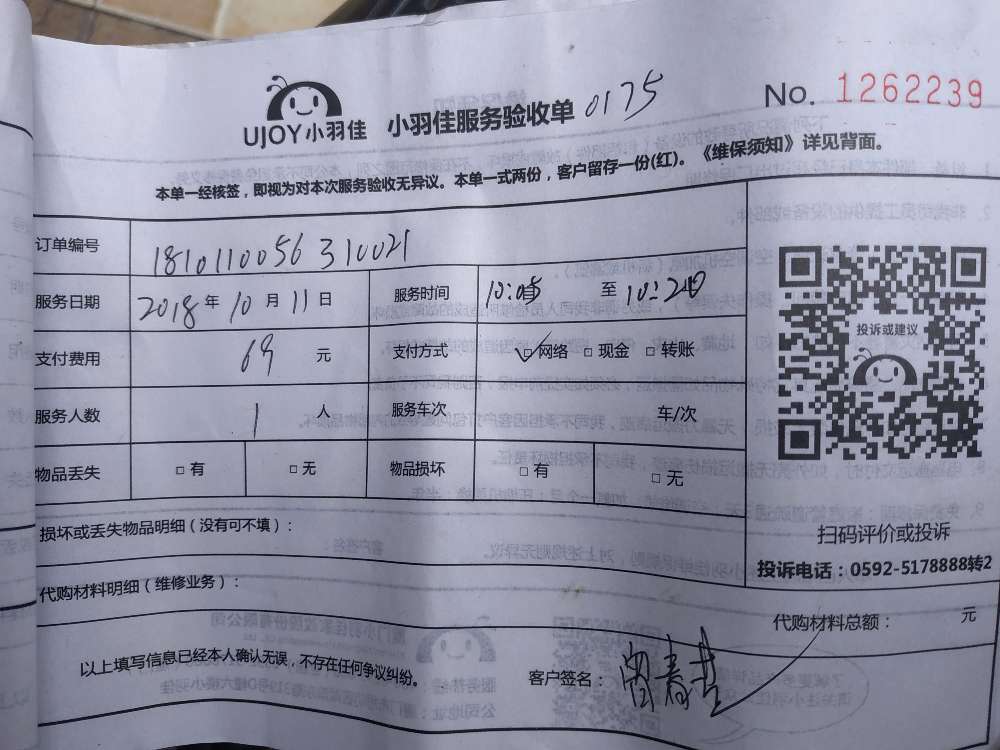 UJOY小羽佳 小羽佳服务验收单 0175 No. 1262239
本单一经核签，即视为对本次服务验收无异议。本单一式两份，客户留存一份(红)。《维保须知》详见背面。
订单编号 1810110056310021
服务日期 2018年10月11日 服务时间 10:05 至 10:20
支付费用 69 元 支付方式 ☑网络 □现金 □转账
投诉或建议
服务人数 1 人 服务车次 车/次
物品丢失 □有 □无 物品损坏 □有 □无
损坏或丢失物品明细（没有可不填）：
扫码评价或投诉
投诉电话：0592-5178888转2
代购材料明细（维修业务）：
代购材料总额： 元
以上填写信息已经本人确认无误，不存在任何争议纠纷。 客户签名：